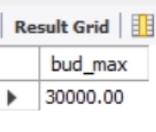 Result Grid
bud_max
30000.00